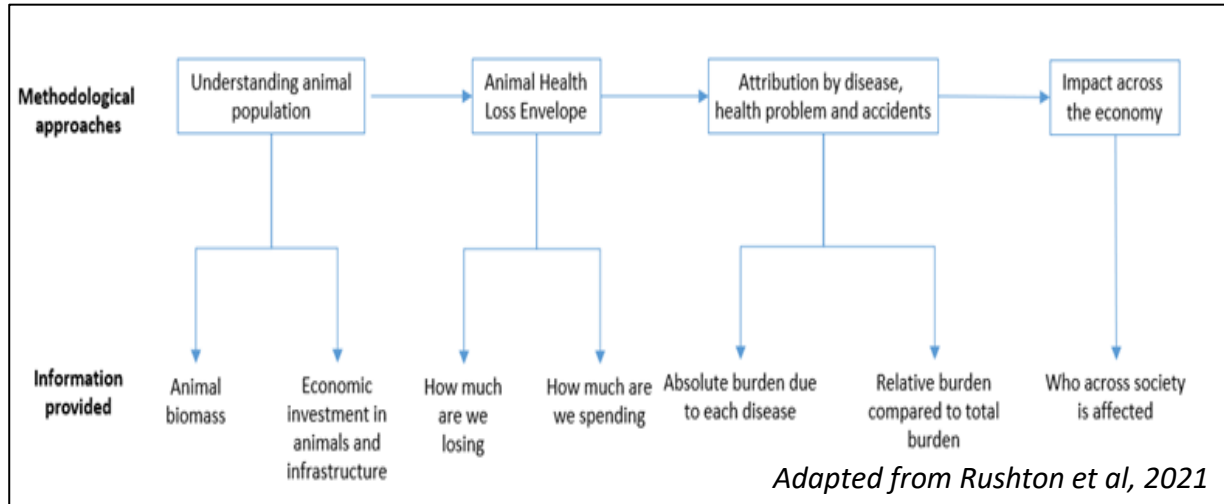 Methodological
approaches
Understanding animal
population
Animal Health
Loss Envelope
Attribution by disease,
health problem and accidents
Impact across
the economy
Information
provided
Animal
biomass
Economic
investment in
animals and
infrastructure
How much
are we
losing
How much are
we spending
Absolute burden due
to each disease
Relative burden
compared to total
burden
Who across society
is affected
Adapted from Rushton et al, 2021